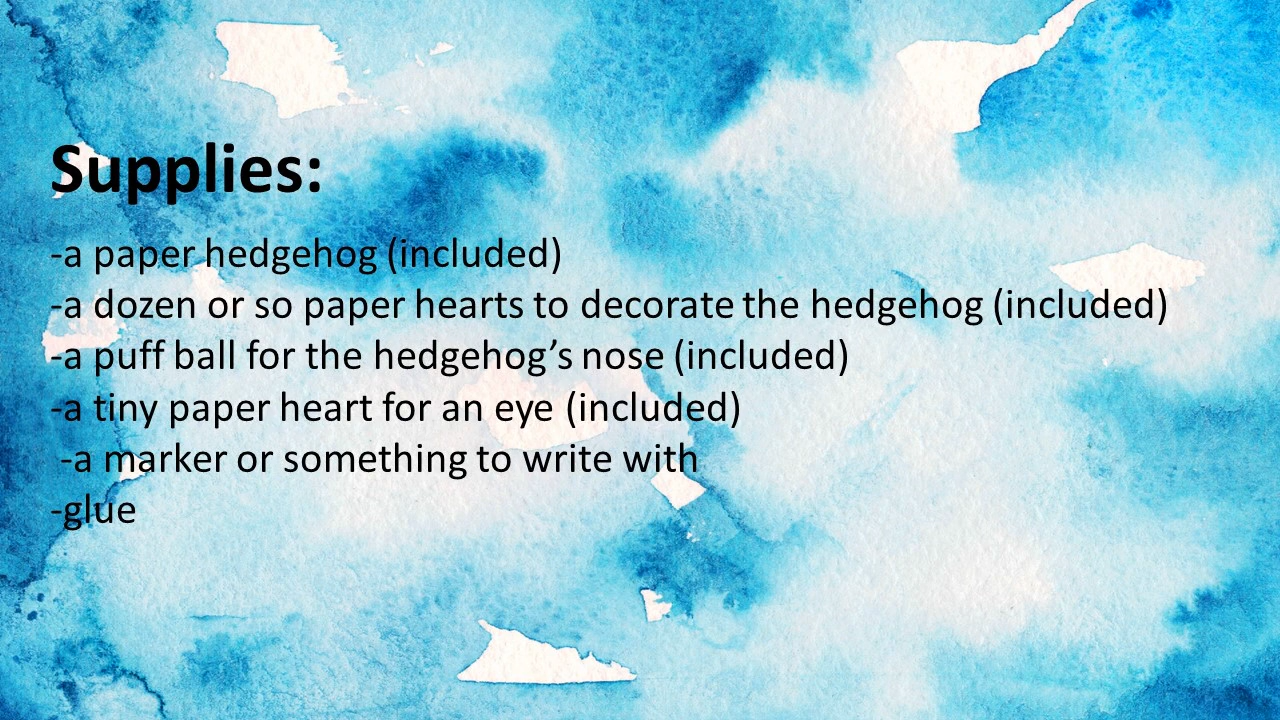 Supplies:
-a paper hedgehog (included)
-a dozen or so paper hearts to decorate the hedgehog (included)
-a puff ball for the hedgehog’s nose (included)
-a tiny paper heart for an eye (included)
-a marker or something to write with
-glue